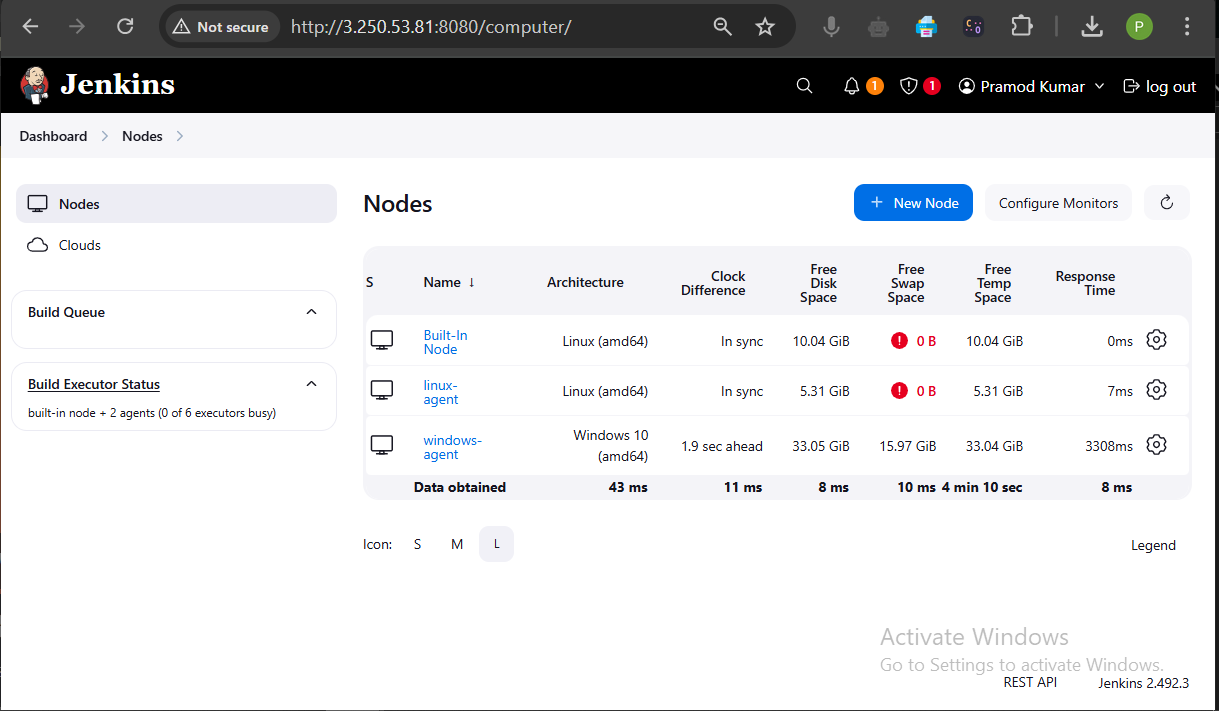 Not secure http://3.250.53.81:8080/computer/ P
Jenkins 1 1 Pramod Kumar log out
Dashboard Nodes
Nodes
Clouds
Build Queue
Build Executor Status
built-in node + 2 agents (0 of 6 executors busy)
Nodes
+ New Node Configure Monitors
S Name ↓ Architecture Clock Difference Free Disk Space Free Swap Space Free Temp Space Response Time
Built-In Node Linux (amd64) In sync 10.04 GiB 0 B 10.04 GiB 0ms
linux-agent Linux (amd64) In sync 5.31 GiB 0 B 5.31 GiB 7ms
windows-agent Windows 10 (amd64) 1.9 sec ahead 33.05 GiB 15.97 GiB 33.04 GiB 3308ms
Data obtained 43 ms 11 ms 8 ms 10 ms 4 min 10 sec 8 ms
Icon: S M L Legend
Activate Windows
Go to Settings to activate Windows.
REST API Jenkins 2.492.3